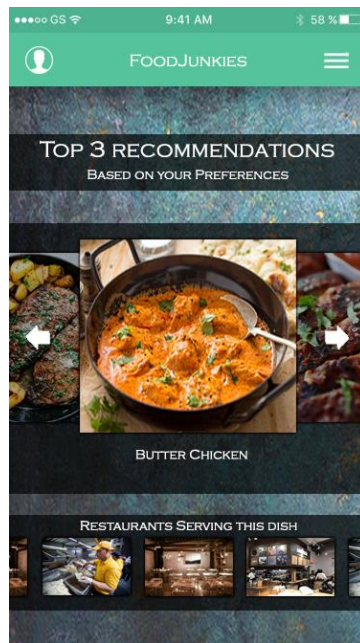 GS 9:41 AM 58 %
FOODJUNKIES
TOP 3 RECOMMENDATIONS
BASED ON YOUR PREFERENCES
BUTTER CHICKEN
RESTAURANTS SERVING THIS DISH